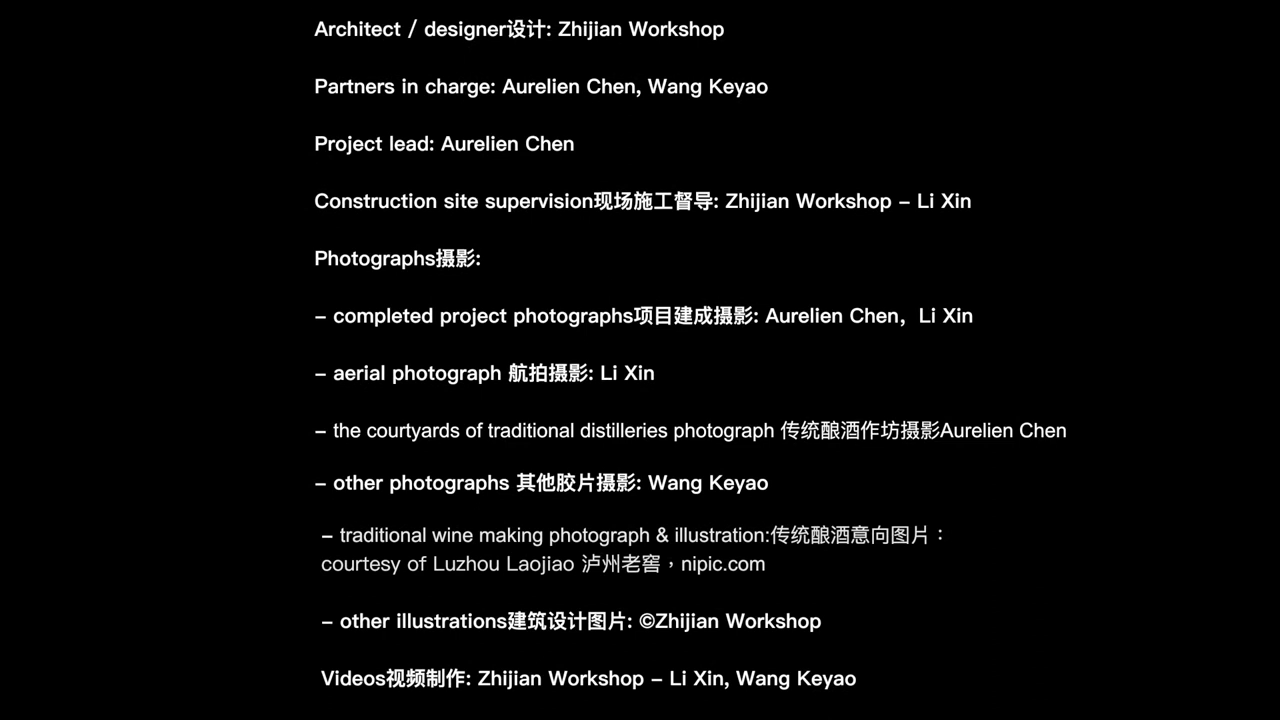 Architect / designer设计: Zhijian Workshop
Partners in charge: Aurelien Chen, Wang Keyao
Project lead: Aurelien Chen
Construction site supervision现场施工督导: Zhijian Workshop – Li Xin
Photographs摄影:
– completed project photographs项目建成摄影: Aurelien Chen，Li Xin
– aerial photograph 航拍摄影: Li Xin
– the courtyards of traditional distilleries photograph 传统酿酒作坊摄影Aurelien Chen
– other photographs 其他胶片摄影: Wang Keyao
– traditional wine making photograph & illustration:传统酿酒意向图片：
courtesy of Luzhou Laojiao 泸州老窖，nipic.com
– other illustrations建筑设计图片: ©Zhijian Workshop
Videos视频制作: Zhijian Workshop – Li Xin, Wang Keyao